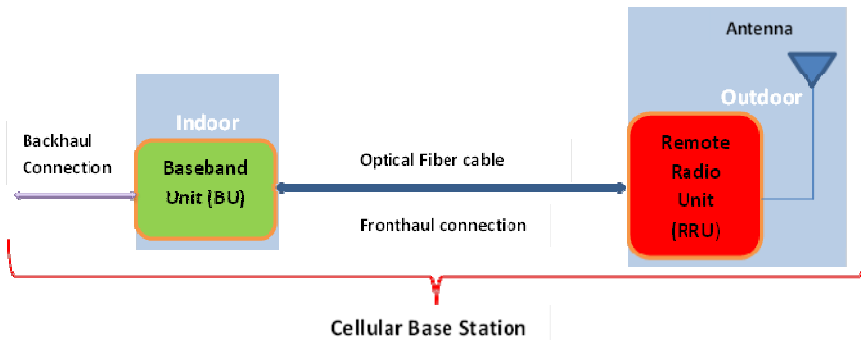 Antenna
Outdoor
Indoor
Backhaul
Connection
Baseband
Unit (BU)
Optical Fiber cable
Fronthaul connection
Remote
Radio
Unit
(RRU)
Cellular Base Station